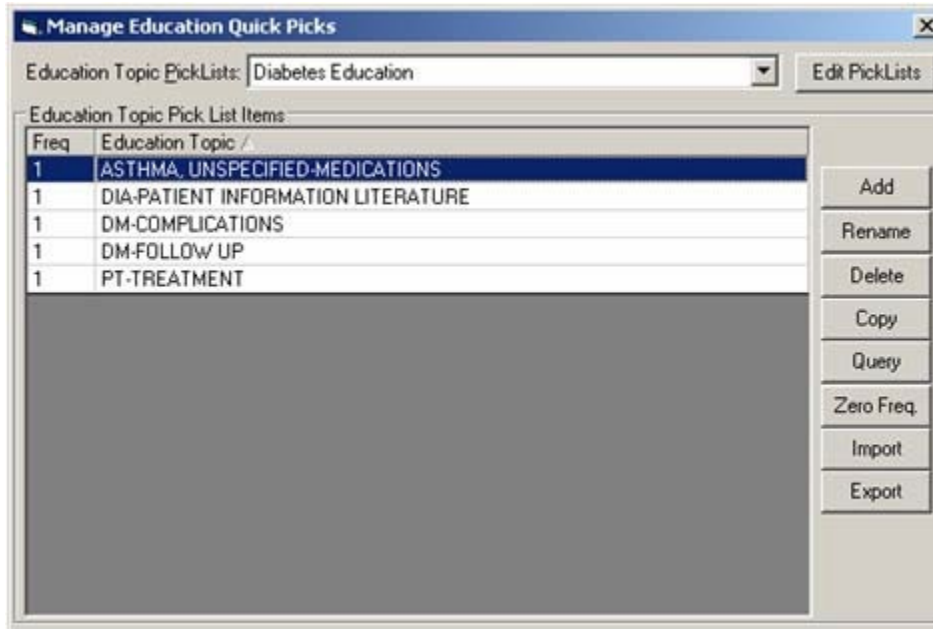 Manage Education Quick Picks
Education Topic PickLists: Diabetes Education Edit PickLists
Education Topic Pick List Items
Freq Education Topic
1 ASTHMA, UNSPECIFIED-MEDICATIONS
1 DIA-PATIENT INFORMATION LITERATURE
1 DM-COMPLICATIONS
1 DM-FOLLOW UP
1 PT-TREATMENT
Add
Rename
Delete
Copy
Query
Zero Freq.
Import
Export